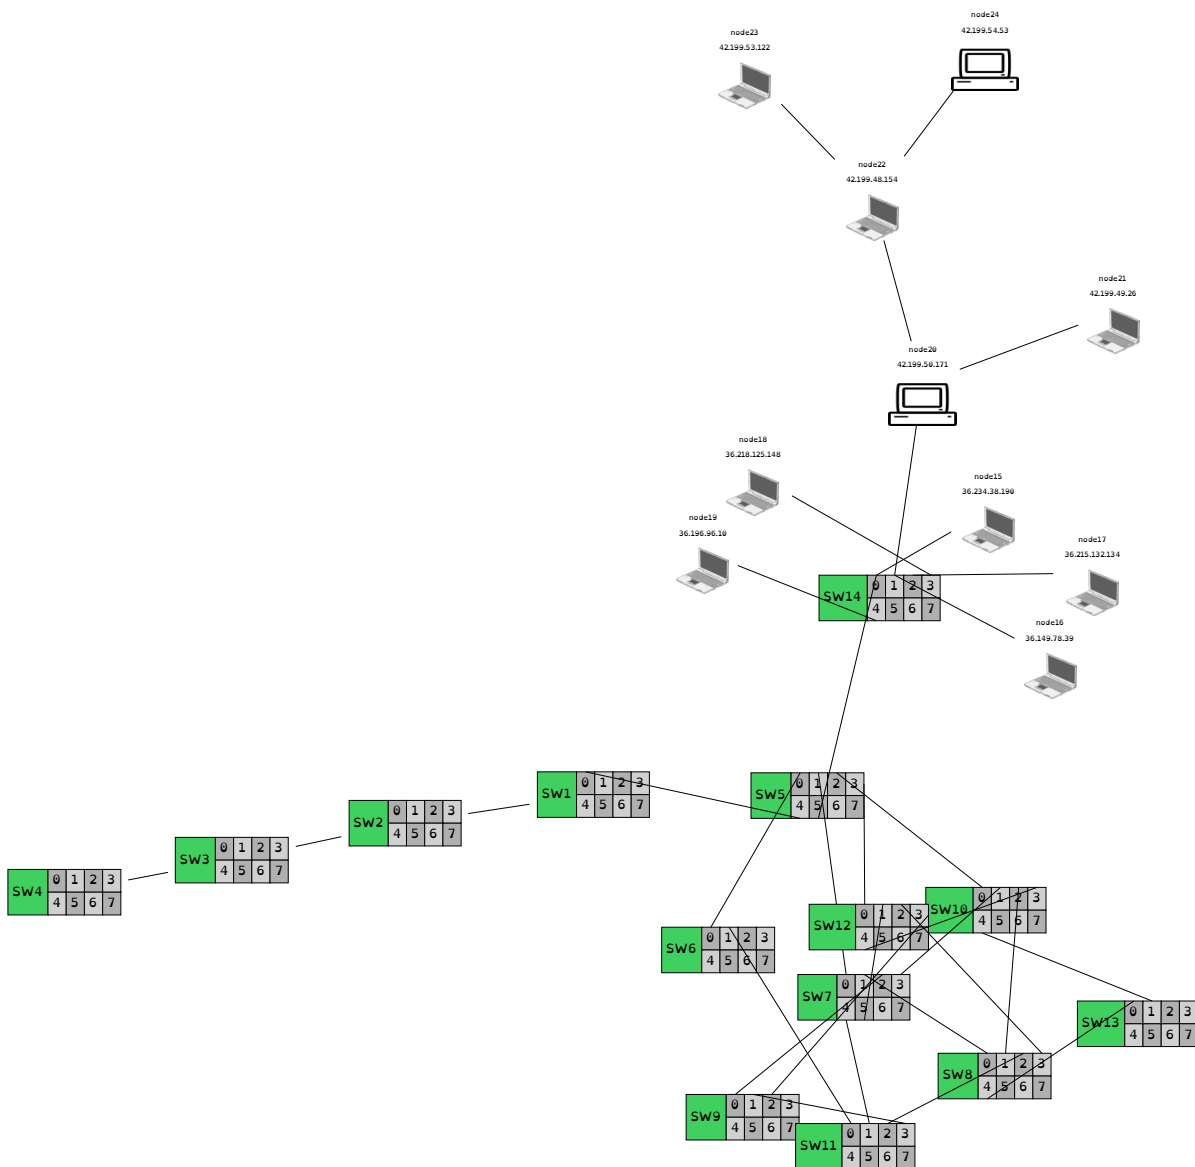 node24
42.199.54.53
node23
42.199.53.122
node22
42.199.48.154
node21
42.199.49.26
node20
42.199.50.171
node18
36.218.125.148
node15
36.234.38.190
node19
36.196.96.10
node17
36.215.132.134
SW14 0 1 2 3
4 5 6 7
node16
36.149.78.39
SW1 0 1 2 3
4 5 6 7
SW5 0 1 2 3
4 5 6 7
SW2 0 1 2 3
4 5 6 7
SW3 0 1 2 3
4 5 6 7
SW4 0 1 2 3
4 5 6 7
SW10 0 1 2 3
4 5 6 7
SW12 0 1 2 3
4 5 6 7
SW6 0 1 2 3
4 5 6 7
SW7 0 1 2 3
4 5 6 7
SW13 0 1 2 3
4 5 6 7
SW8 0 1 2 3
4 5 6 7
SW9 0 1 2 3
4 5 6 7
SW11 0 1 2 3
4 5 6 7